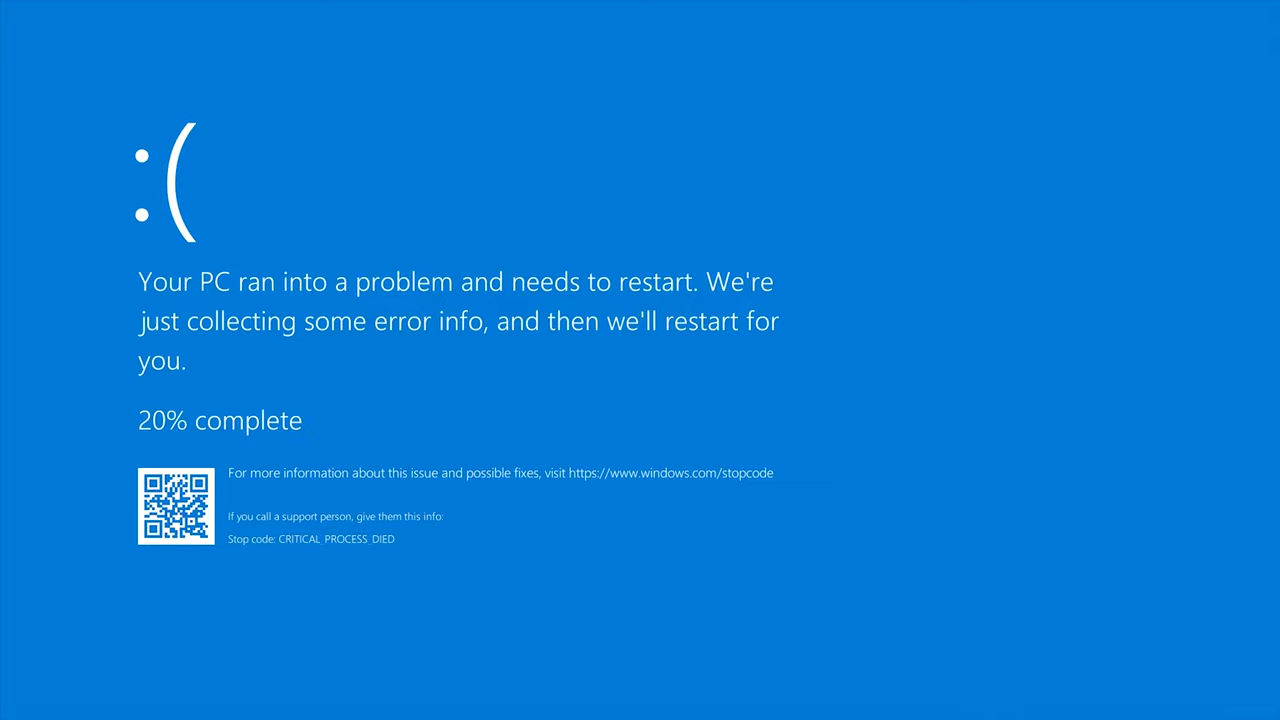 :(
Your PC ran into a problem and needs to restart. We're
just collecting some error info, and then we'll restart for
you.
20% complete
For more information about this issue and possible fixes, visit https://www.windows.com/stopcode
If you call a support person, give them this info:
Stop code: CRITICAL_PROCESS_DIED